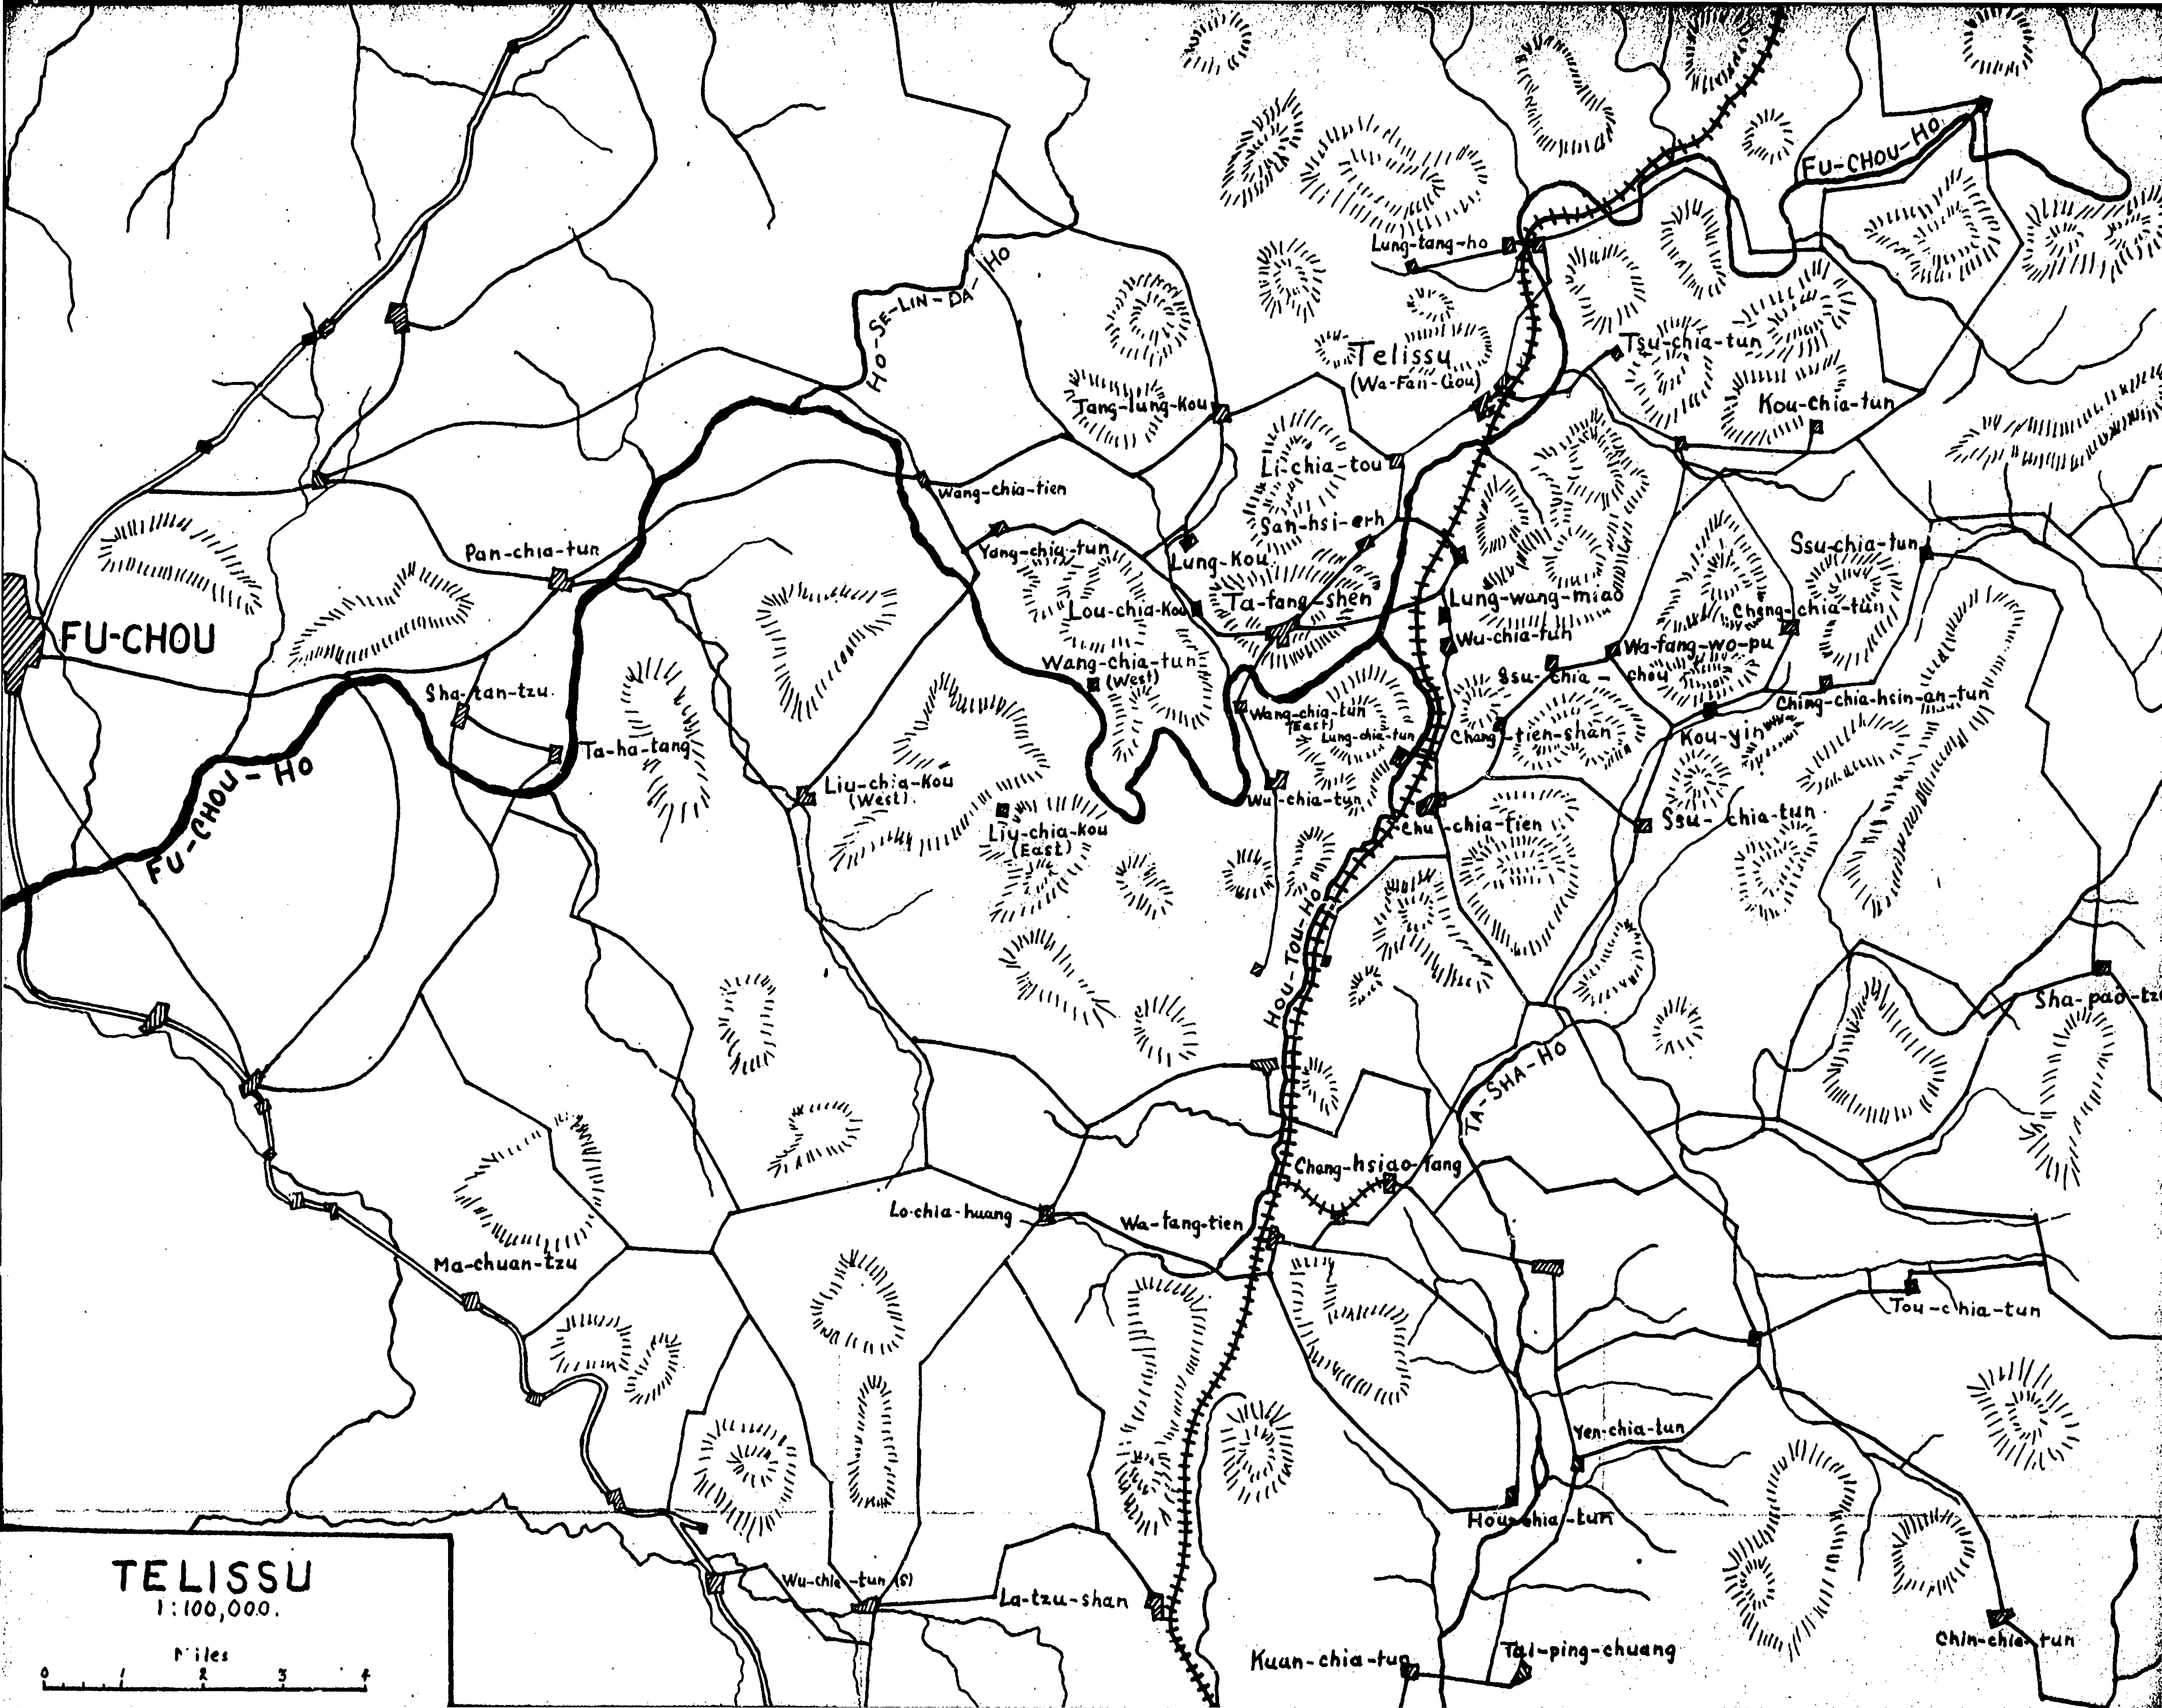 FU-CHOU-HO
Lung-tang-ho
HO-SE-LIN-DA-HO
Telissu
(Wa-Fan-Gou)
Tsu-chia-tun
Tang-lung-Kou
Kou-chia-tun
Li-chia-tou
Wang-chia-tien
San-hsi-erh
Pan-chia-tun
Yang-chia-tun
Lung-Kou
Ssu-chia-tun
Lou-chia-Kou
Ta-fang-shen
Lung-wang-miao
Cheng-chia-tun
FU-CHOU
Wu-chia-tun
Wa-fang-wo-pu
Wang-chia-tun
(West)
Ssu-chia-chou
Sha-tan-tzu
Ching-chia-hsin-an-tun
Wang-chia-tun
(East)
Lung-chia-tun
Chang-tien-shan
Kou-yin
Ta-ha-tang
FU-CHOU-HO
Liu-chia-Kou
(West)
Wu-chia-tun
Liu-chia-kou
(East)
Chu-chia-tien
Ssu-chia-tun
HOU-TOU-HO
Sha-pao-tzu
TA-SHA-HO
Chang-hsiao-tang
Lo-chia-huang
Wa-fang-tien
Ma-chuan-tzu
Tou-chia-tun
Yen-chia-tun
Hou-chia-tun
TELISSU
1:100,000.
Miles
0 1 2 3 4
Wu-chia-tun (S)
La-tzu-shan
Kuan-chia-tun
Tai-ping-chuang
Chin-chia-tun